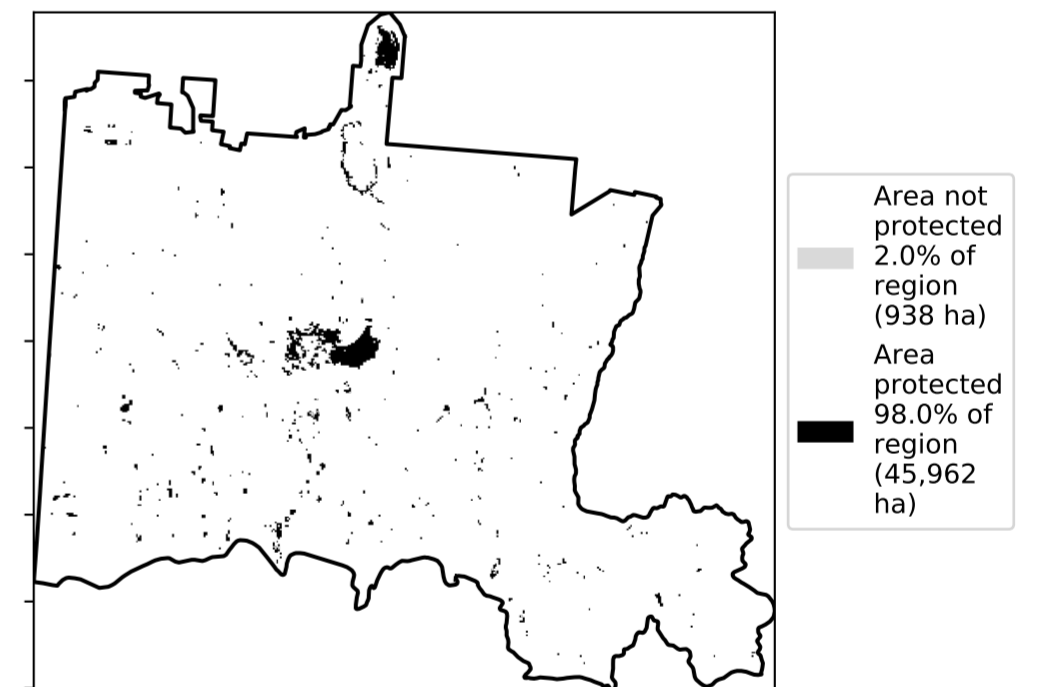 Area not
protected
2.0% of
region
(938 ha)
Area
protected
98.0% of
region
(45,962
ha)